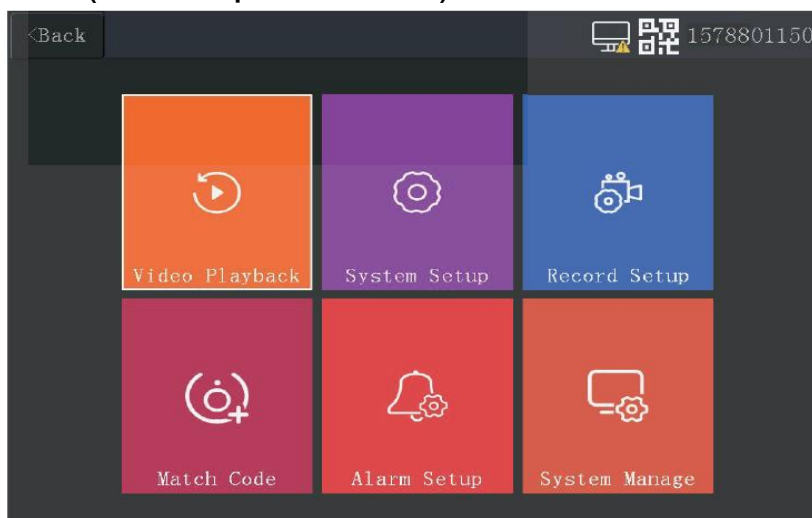 <Back
1578801150
Video Playback
System Setup
Record Setup
Match Code
Alarm Setup
System Manage